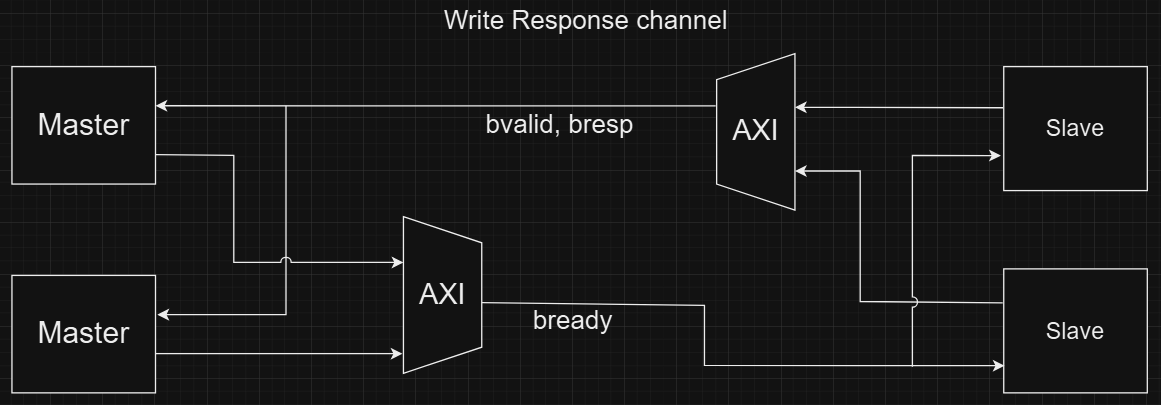 Write Response channel
Master
bvalid, bresp
AXI
Slave
Master
AXI
bready
Slave